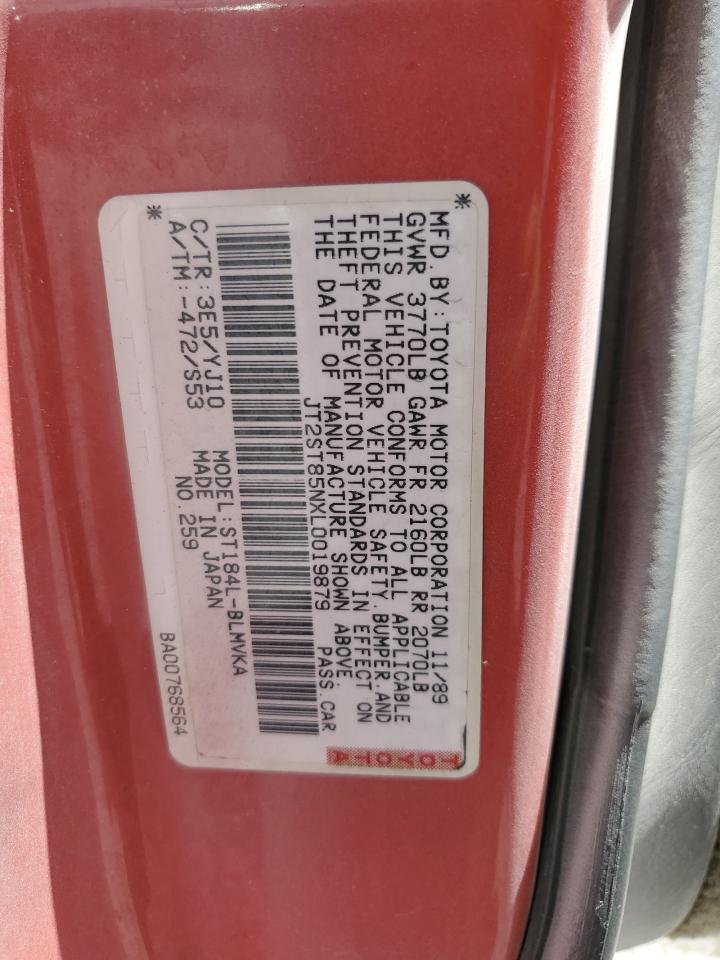 *
MFD. BY: TOYOTA MOTOR CORPORATION 11/89
GVWR 3770LB GAWR FR 2160LB RR 2070LB
THIS VEHICLE CONFORMS TO ALL APPLICABLE
FEDERAL MOTOR VEHICLE SAFETY, BUMPER, AND
THEFT PREVENTION STANDARDS IN EFFECT ON
THE DATE OF MANUFACTURE SHOWN ABOVE.
JT2ST85NXL0019879 PASS. CAR
C/TR: 3E5/YJ10 MODEL: ST184L-BLMVKA
A/TM: -472/S53 MADE IN JAPAN
NO. 259
*
BA00768564
TOYOTA